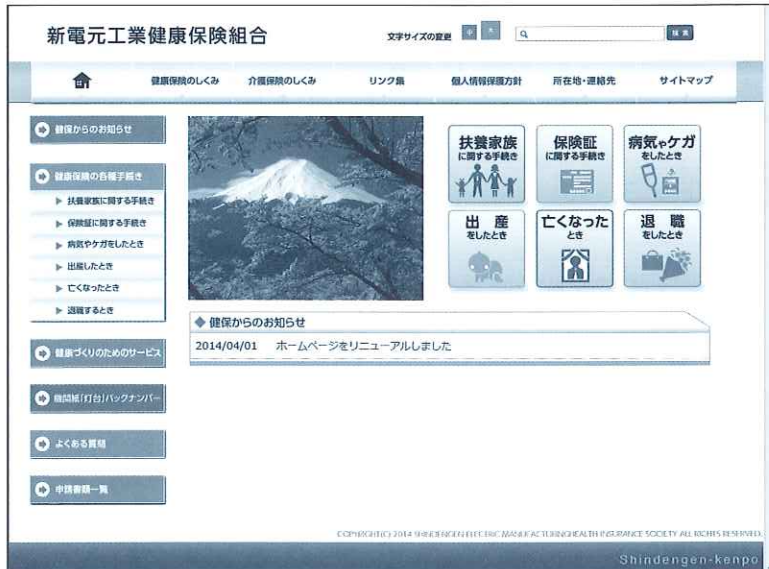 新電元工業健康保険組合
文字サイズの変更 中 大
検索
健康保険のしくみ 介護保険のしくみ リンク集 個人情報保護方針 所在地・連絡先 サイトマップ
健保からのお知らせ
健康保険の各種手続き
扶養家族に関する手続き
保険証に関する手続き
病気やケガをしたとき
出産したとき
亡くなったとき
退職するとき
健康づくりのためのサービス
機関紙「灯台」バックナンバー
よくある質問
申請書類一覧
扶養家族
に関する手続き
保険証
に関する手続き
病気やケガ
をしたとき
出 産
をしたとき
亡くなった
とき
退 職
をしたとき
◆ 健保からのお知らせ
2014/04/01 ホームページをリニューアルしました
COPYRIGHT(C) 2014 SHINDENGEN ELECTRIC MANUFACTURING HEALTH INSURANCE SOCIETY ALL RIGHTS RESERVED.
Shindengen-kenpo